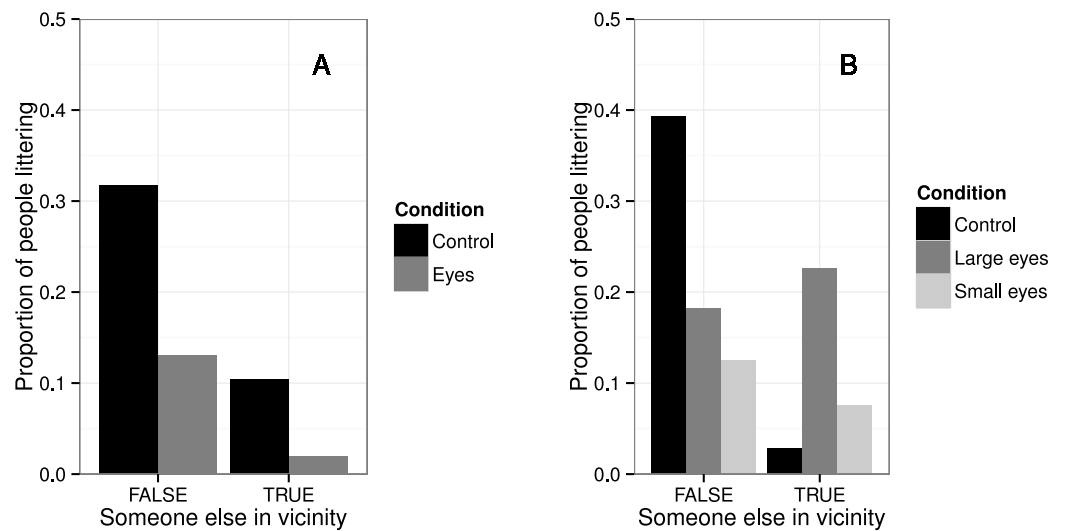 A
Proportion of people littering
0.5
0.4
0.3
0.2
0.1
0.0
FALSE
TRUE
Someone else in vicinity
Condition
Control
Eyes
B
Proportion of people littering
0.5
0.4
0.3
0.2
0.1
0.0
FALSE
TRUE
Someone else in vicinity
Condition
Control
Large eyes
Small eyes